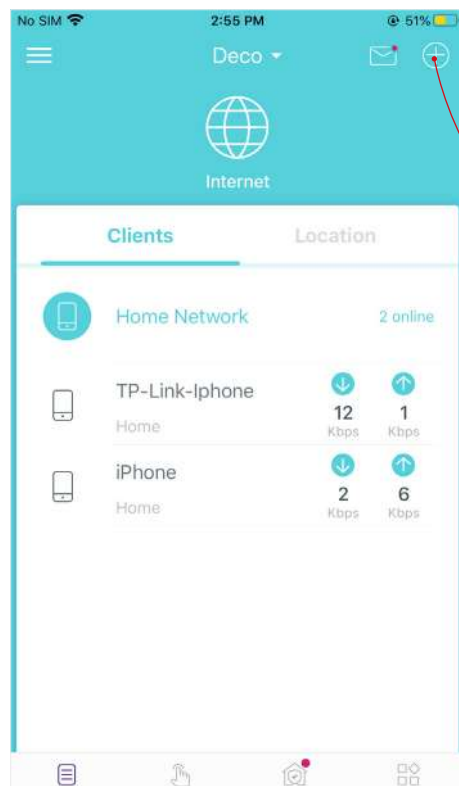 No SIM 2:55 PM 51%
Deco
Internet
Clients Location
Home Network 2 online
TP-Link-Iphone
12 1
Home Kbps Kbps
iPhone
2 6
Home Kbps Kbps